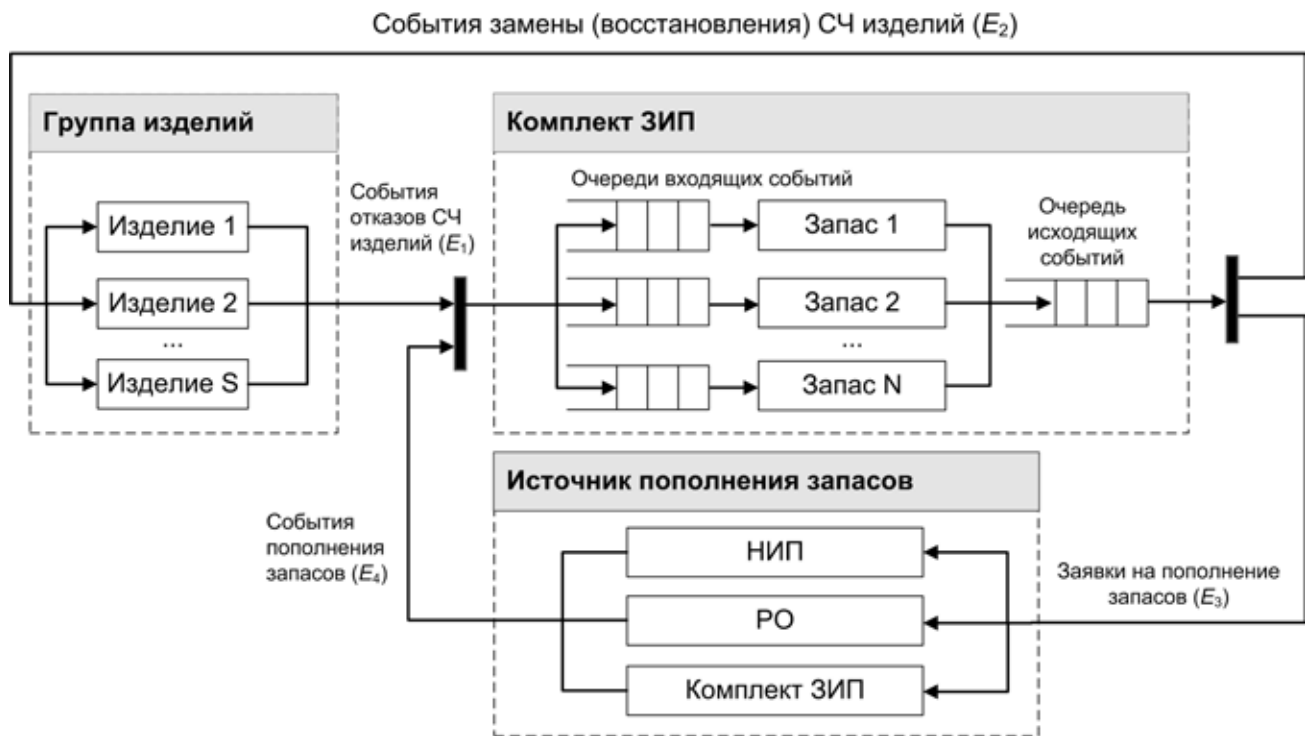 События замены (восстановления) СЧ изделий (E₂)
Группа изделий
Изделие 1
Изделие 2
...
Изделие S
События
отказов СЧ
изделий (E₁)
Комплект ЗИП
Очереди входящих событий
Запас 1
Запас 2
...
Запас N
Очередь
исходящих
событий
Источник пополнения запасов
НИП
РО
Комплект ЗИП
События
пополнения
запасов (E₄)
Заявки на пополнение
запасов (E₃)